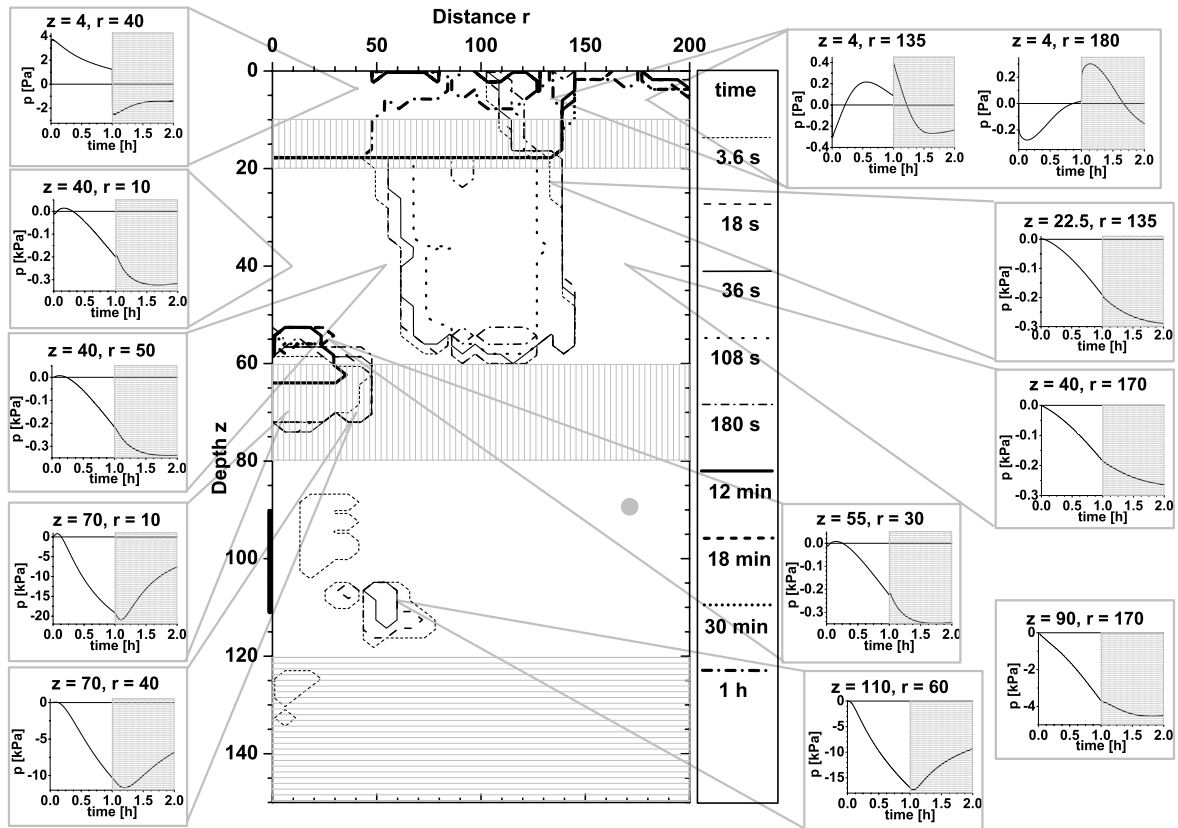 Distance r
0 50 100 150 200
0
20
40
60
80
100
120
140
Depth z
z = 4, r = 40
4
2
0
-2
p [Pa]
0.0 0.5 1.0 1.5 2.0
time [h]
z = 40, r = 10
0.0
-0.1
-0.2
-0.3
p [kPa]
0.0 0.5 1.0 1.5 2.0
time [h]
z = 40, r = 50
0.0
-0.1
-0.2
-0.3
p [kPa]
0.0 0.5 1.0 1.5 2.0
time [h]
z = 70, r = 10
0
-5
-10
-15
-20
p [kPa]
0.0 0.5 1.0 1.5 2.0
time [h]
z = 70, r = 40
0
-5
-10
p [kPa]
0.0 0.5 1.0 1.5 2.0
time [h]
time
3.6 s
18 s
36 s
108 s
180 s
12 min
18 min
30 min
1 h
z = 4, r = 135
0.4
0.2
0.0
-0.2
-0.4
p [Pa]
0.0 0.5 1.0 1.5 2.0
time [h]
z = 4, r = 180
0.2
0.0
-0.2
p [Pa]
0.0 0.5 1.0 1.5 2.0
time [h]
z = 22.5, r = 135
0.0
-0.1
-0.2
-0.3
p [kPa]
0.0 0.5 1.0 1.5 2.0
time [h]
z = 40, r = 170
0.0
-0.1
-0.2
-0.3
p [kPa]
0.0 0.5 1.0 1.5 2.0
time [h]
z = 55, r = 30
0.0
-0.1
-0.2
-0.3
p [kPa]
0.0 0.5 1.0 1.5 2.0
time [h]
z = 90, r = 170
0
-2
-4
p [kPa]
0.0 0.5 1.0 1.5 2.0
time [h]
z = 110, r = 60
0
-5
-10
-15
p [kPa]
0.0 0.5 1.0 1.5 2.0
time [h]